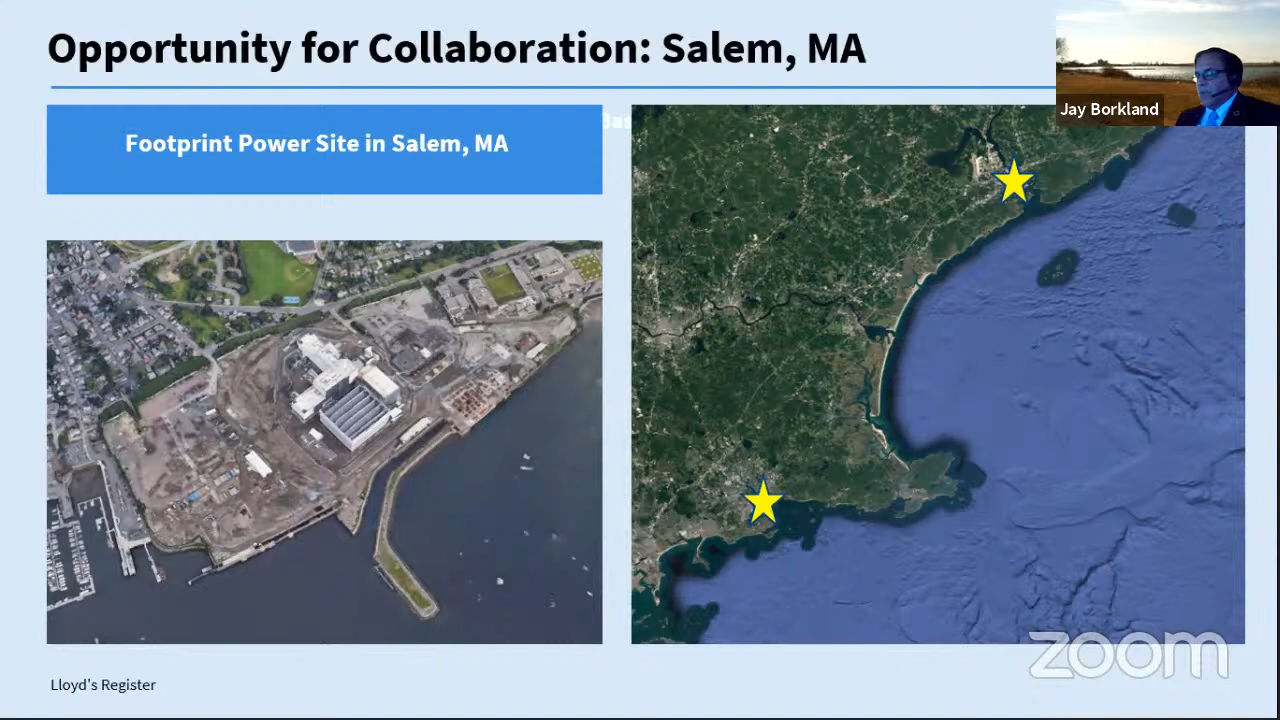 Opportunity for Collaboration: Salem, MA
Jay Borkland
Footprint Power Site in Salem, MA
zoom
Lloyd's Register